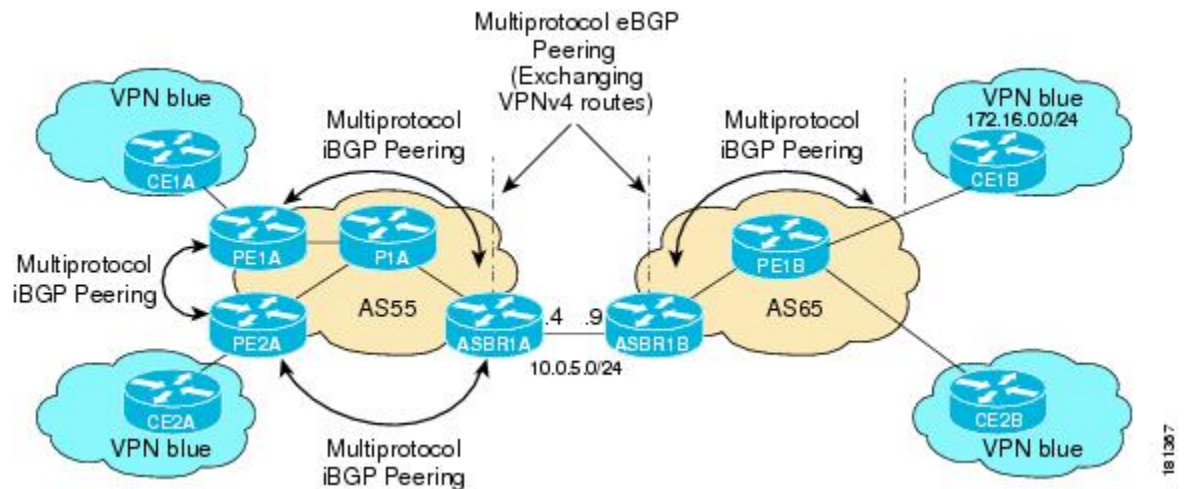 Multiprotocol eBGP
Peering
(Exchanging
VPNv4 routes)
VPN blue
CE1A
Multiprotocol
iBGP Peering
Multiprotocol
iBGP Peering
VPN blue
172.16.0.0/24
CE1B
PE1A
P1A
PE1B
Multiprotocol
iBGP Peering
AS55
AS65
PE2A
ASBR1A
.4
.9
ASBR1B
10.0.5.0/24
CE2A
VPN blue
CE2B
VPN blue
Multiprotocol
iBGP Peering
181367